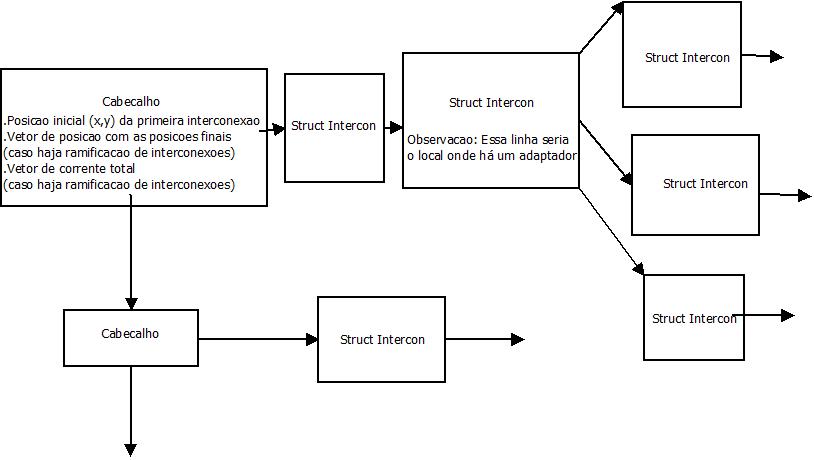 Cabecalho
.Posicao inicial (x,y) da primeira interconexao
.Vetor de posicao com as posicoes finais
(caso haja ramificacao de interconexoes)
.Vetor de corrente total
(caso haja ramificacao de interconexoes)
Struct Intercon
Struct Intercon
Observacao: Essa linha seria
o local onde há um adaptador
Struct Intercon
Struct Intercon
Struct Intercon
Cabecalho
Struct Intercon